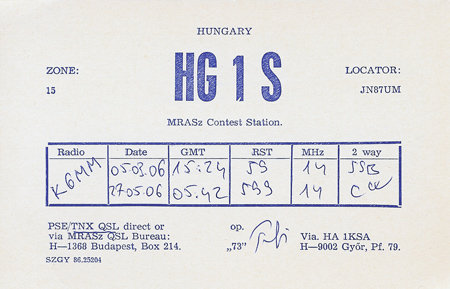 HUNGARY
HG 1 S
ZONE: LOCATOR:
15 JN87UM
MRASz Contest Station.
Radio Date GMT RST MHz 2 way
K6MM 05.03.06 15:24 59 14 SSB
27.05.06 05.42 599 14 CW
PSE/TNX QSL direct or op. Via. HA 1KSA
via MRASz QSL Bureau: "73" H—9002 Győr, Pf. 79.
H—1368 Budapest, Box 214.
SZGY 86.25204